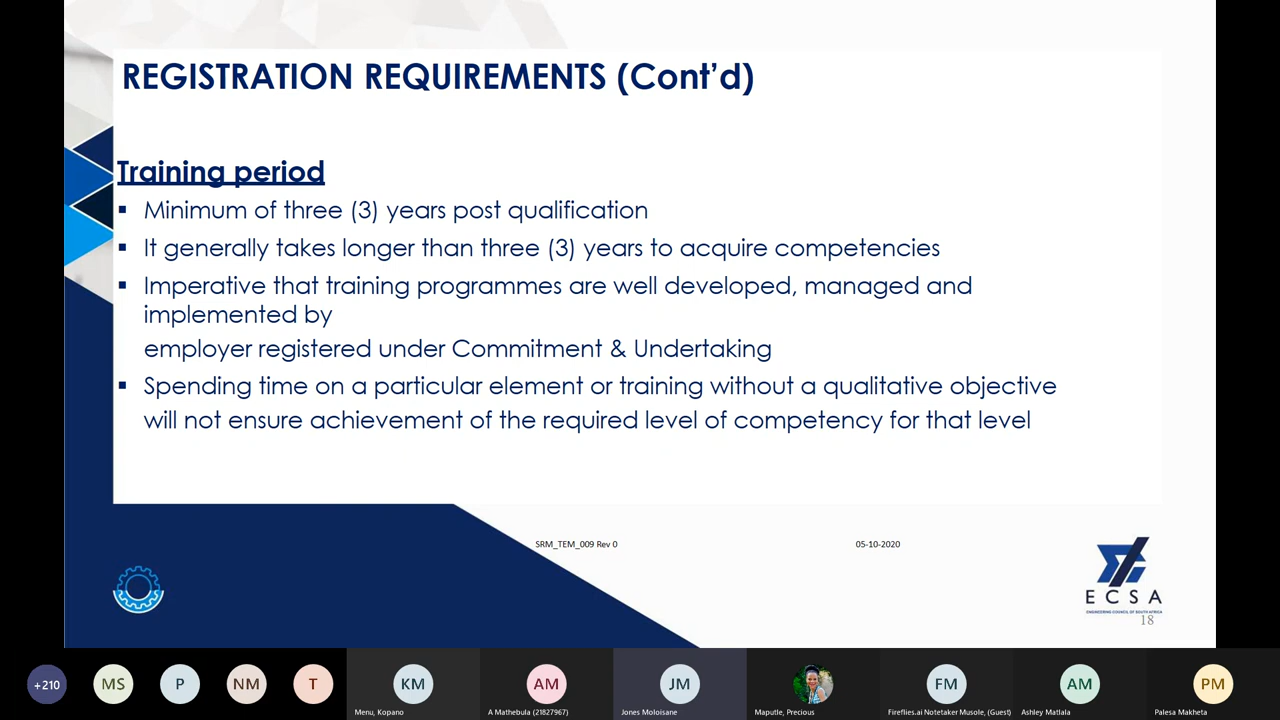 REGISTRATION REQUIREMENTS (Cont’d)
Training period
▪ Minimum of three (3) years post qualification
▪ It generally takes longer than three (3) years to acquire competencies
▪ Imperative that training programmes are well developed, managed and
implemented by
employer registered under Commitment & Undertaking
▪ Spending time on a particular element or training without a qualitative objective
will not ensure achievement of the required level of competency for that level
SRM_TEM_009 Rev 0
05-10-2020
ECSA
ENGINEERING COUNCIL OF SOUTH AFRICA
18
+210
MS
P
NM
T
KM
AM
JM
FM
AM
PM
Menu, Kopano
A Mathebula (21827967)
Jones Moloisane
Maputle, Precious
Fireflies.ai Notetaker Musole, (Guest)
Ashley Matlala
Palesa Makheta